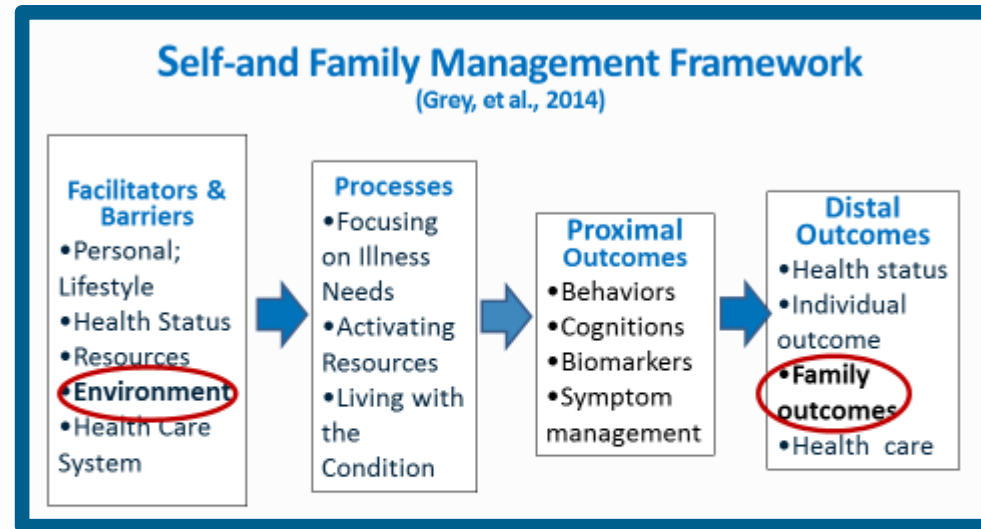 Self-and Family Management Framework
(Grey, et al., 2014)
Facilitators &
Barriers
•Personal;
Lifestyle
•Health Status
•Resources
•Environment
•Health Care
System
Processes
•Focusing
on Illness
Needs
•Activating
Resources
•Living with
the
Condition
Proximal
Outcomes
•Behaviors
•Cognitions
•Biomarkers
•Symptom
management
Distal
Outcomes
•Health status
•Individual
outcome
•Family
outcomes
•Health care